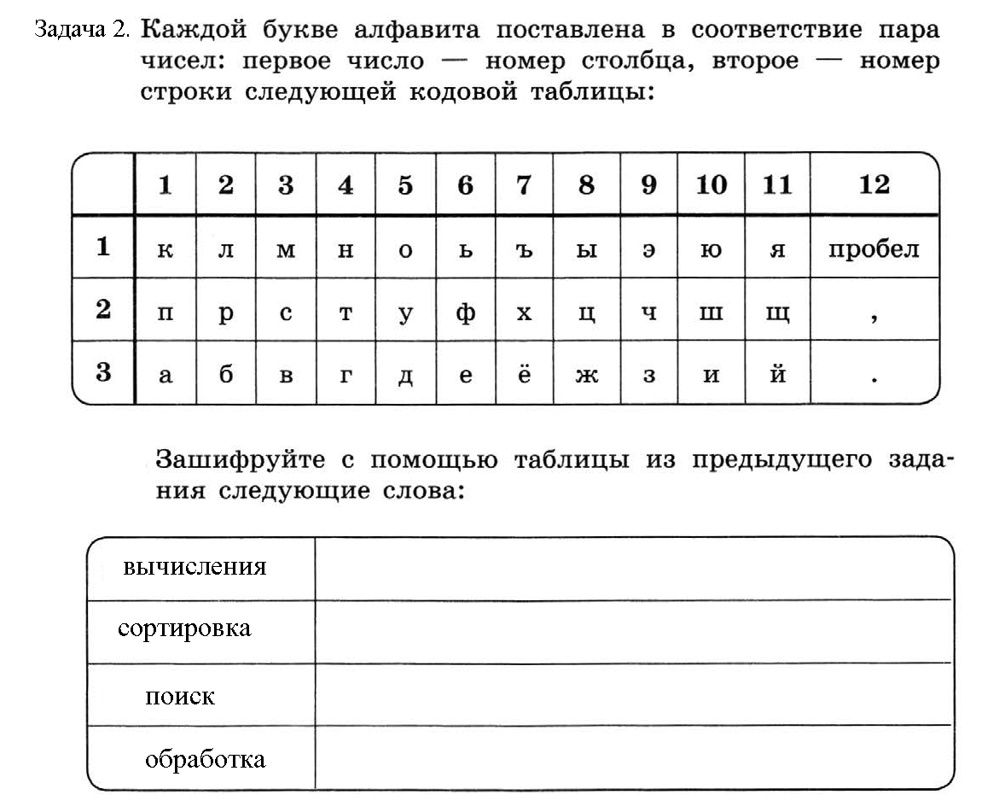 Задача 2. Каждой букве алфавита поставлена в соответствие пара
чисел: первое число — номер столбца, второе — номер
строки следующей кодовой таблицы:
1 2 3 4 5 6 7 8 9 10 11 12
1 к л м н о ь ъ ы э ю я пробел
2 п р с т у ф х ц ч ш щ ,
3 а б в г д е ё ж з и й .
Зашифруйте с помощью таблицы из предыдущего зада-
ния следующие слова:
вычисления
сортировка
поиск
обработка